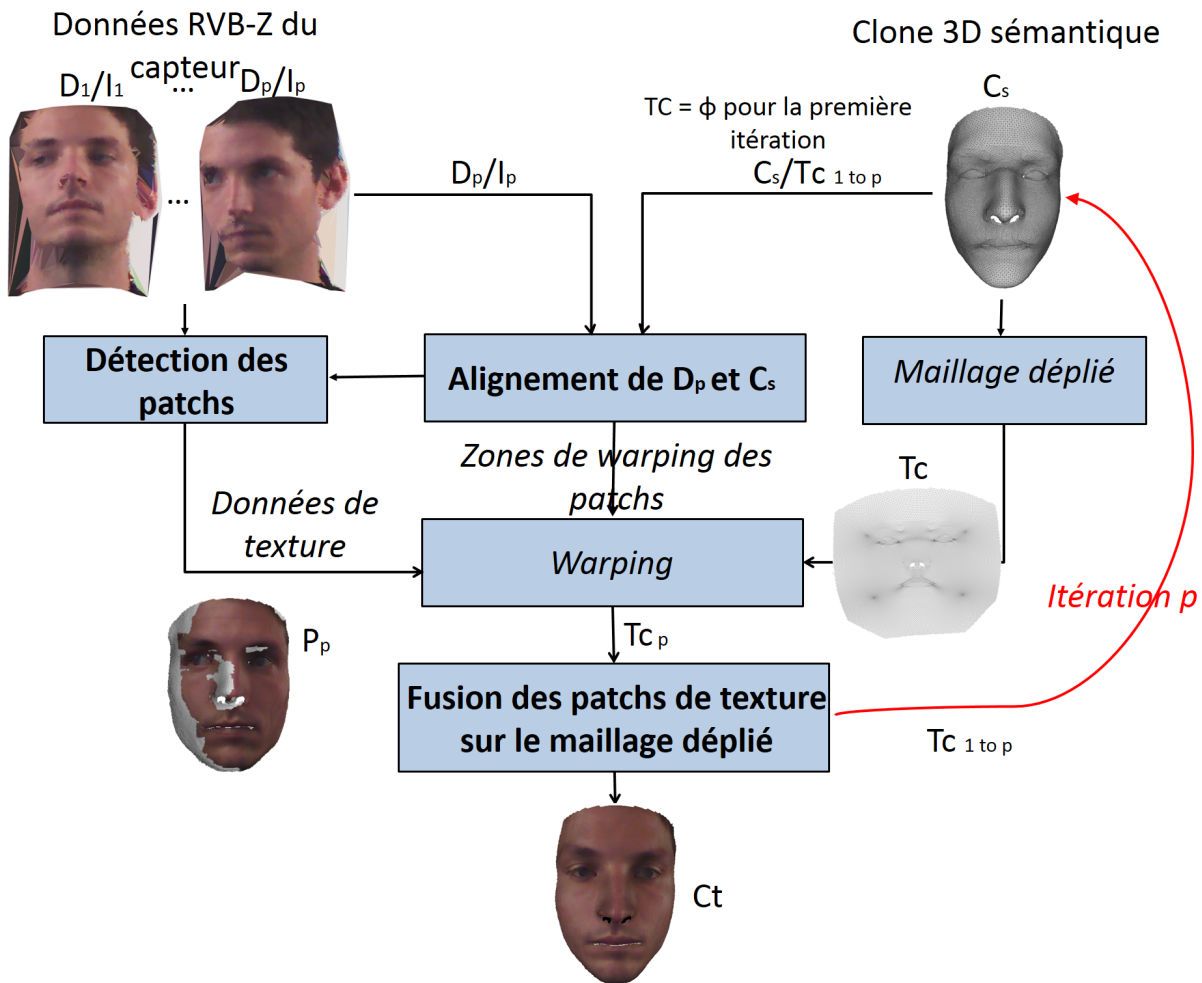 Données RVB-Z du
capteur
D1/I1 ... Dp/Ip
...
Clone 3D sémantique
Cs
TC = ϕ pour la première
itération
Dp/Ip
Cs/Tc 1 to p
Détection des
patchs
Alignement de Dp et Cs
Maillage déplié
Zones de warping des
patchs
Tc
Données de
texture
Warping
Itération p
Pp
Tc p
Fusion des patchs de texture
sur le maillage déplié
Tc 1 to p
Ct